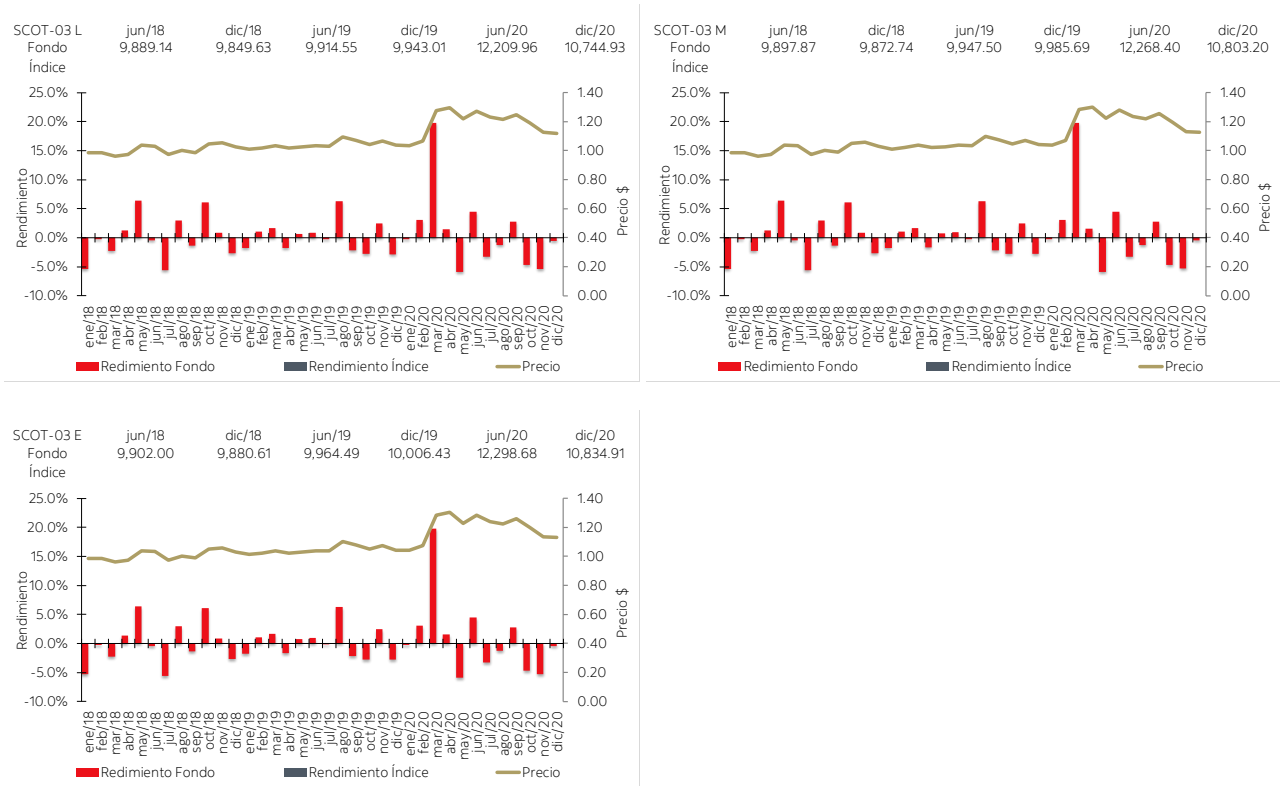 SCOT-03 L jun/18 dic/18 jun/19 dic/19 jun/20 dic/20
Fondo 9,889.14 9,849.63 9,914.55 9,943.01 12,209.96 10,744.93
Índice
25.0% 1.40
20.0% 1.20
15.0% 1.00
10.0% 0.80
5.0% 0.60
0.0% 0.40
-5.0% 0.20
-10.0% 0.00
Rendimiento
Precio $
ene/18 feb/18 mar/18 abr/18 may/18 jun/18 jul/18 ago/18 sep/18 oct/18 nov/18 dic/18 ene/19 feb/19 mar/19 abr/19 may/19 jun/19 jul/19 ago/19 sep/19 oct/19 nov/19 dic/19 ene/20 feb/20 mar/20 abr/20 may/20 jun/20 jul/20 ago/20 sep/20 oct/20 nov/20 dic/20
Redimiento Fondo Rendimiento Índice Precio
SCOT-03 M jun/18 dic/18 jun/19 dic/19 jun/20 dic/20
Fondo 9,897.87 9,872.74 9,947.50 9,985.69 12,268.40 10,803.20
Índice
25.0% 1.40
20.0% 1.20
15.0% 1.00
10.0% 0.80
5.0% 0.60
0.0% 0.40
-5.0% 0.20
-10.0% 0.00
Rendimiento
Precio $
ene/18 feb/18 mar/18 abr/18 may/18 jun/18 jul/18 ago/18 sep/18 oct/18 nov/18 dic/18 ene/19 feb/19 mar/19 abr/19 may/19 jun/19 jul/19 ago/19 sep/19 oct/19 nov/19 dic/19 ene/20 feb/20 mar/20 abr/20 may/20 jun/20 jul/20 ago/20 sep/20 oct/20 nov/20 dic/20
Redimiento Fondo Rendimiento Índice Precio
SCOT-03 E jun/18 dic/18 jun/19 dic/19 jun/20 dic/20
Fondo 9,902.00 9,880.61 9,964.49 10,006.43 12,298.68 10,834.91
Índice
25.0% 1.40
20.0% 1.20
15.0% 1.00
10.0% 0.80
5.0% 0.60
0.0% 0.40
-5.0% 0.20
-10.0% 0.00
Rendimiento
Precio $
ene/18 feb/18 mar/18 abr/18 may/18 jun/18 jul/18 ago/18 sep/18 oct/18 nov/18 dic/18 ene/19 feb/19 mar/19 abr/19 may/19 jun/19 jul/19 ago/19 sep/19 oct/19 nov/19 dic/19 ene/20 feb/20 mar/20 abr/20 may/20 jun/20 jul/20 ago/20 sep/20 oct/20 nov/20 dic/20
Redimiento Fondo Rendimiento Índice Precio